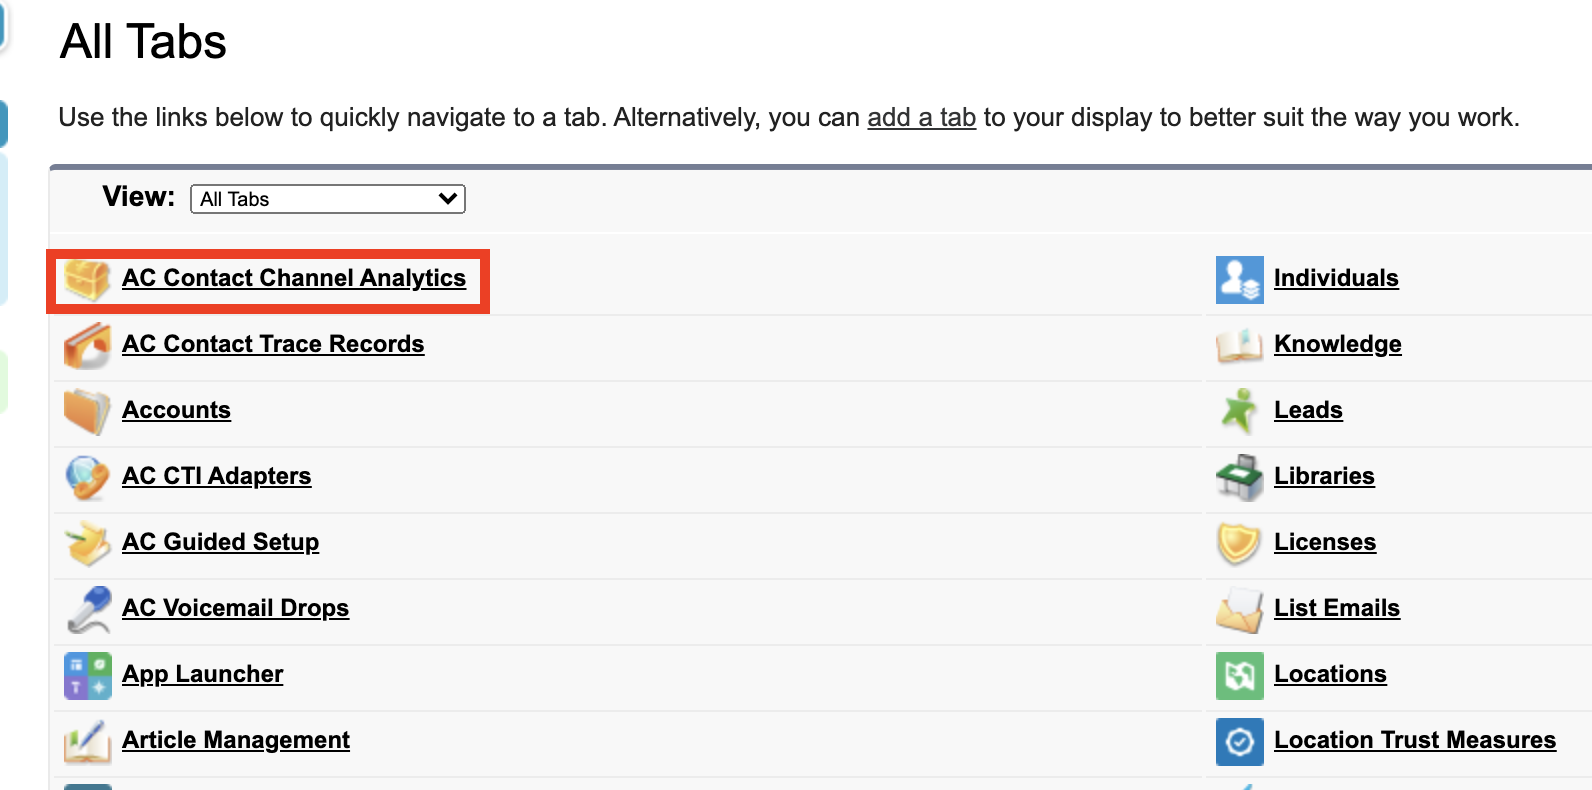 All Tabs
Use the links below to quickly navigate to a tab. Alternatively, you can add a tab to your display to better suit the way you work.
View: All Tabs
AC Contact Channel Analytics
Individuals
AC Contact Trace Records
Knowledge
Accounts
Leads
AC CTI Adapters
Libraries
AC Guided Setup
Licenses
AC Voicemail Drops
List Emails
App Launcher
Locations
Article Management
Location Trust Measures